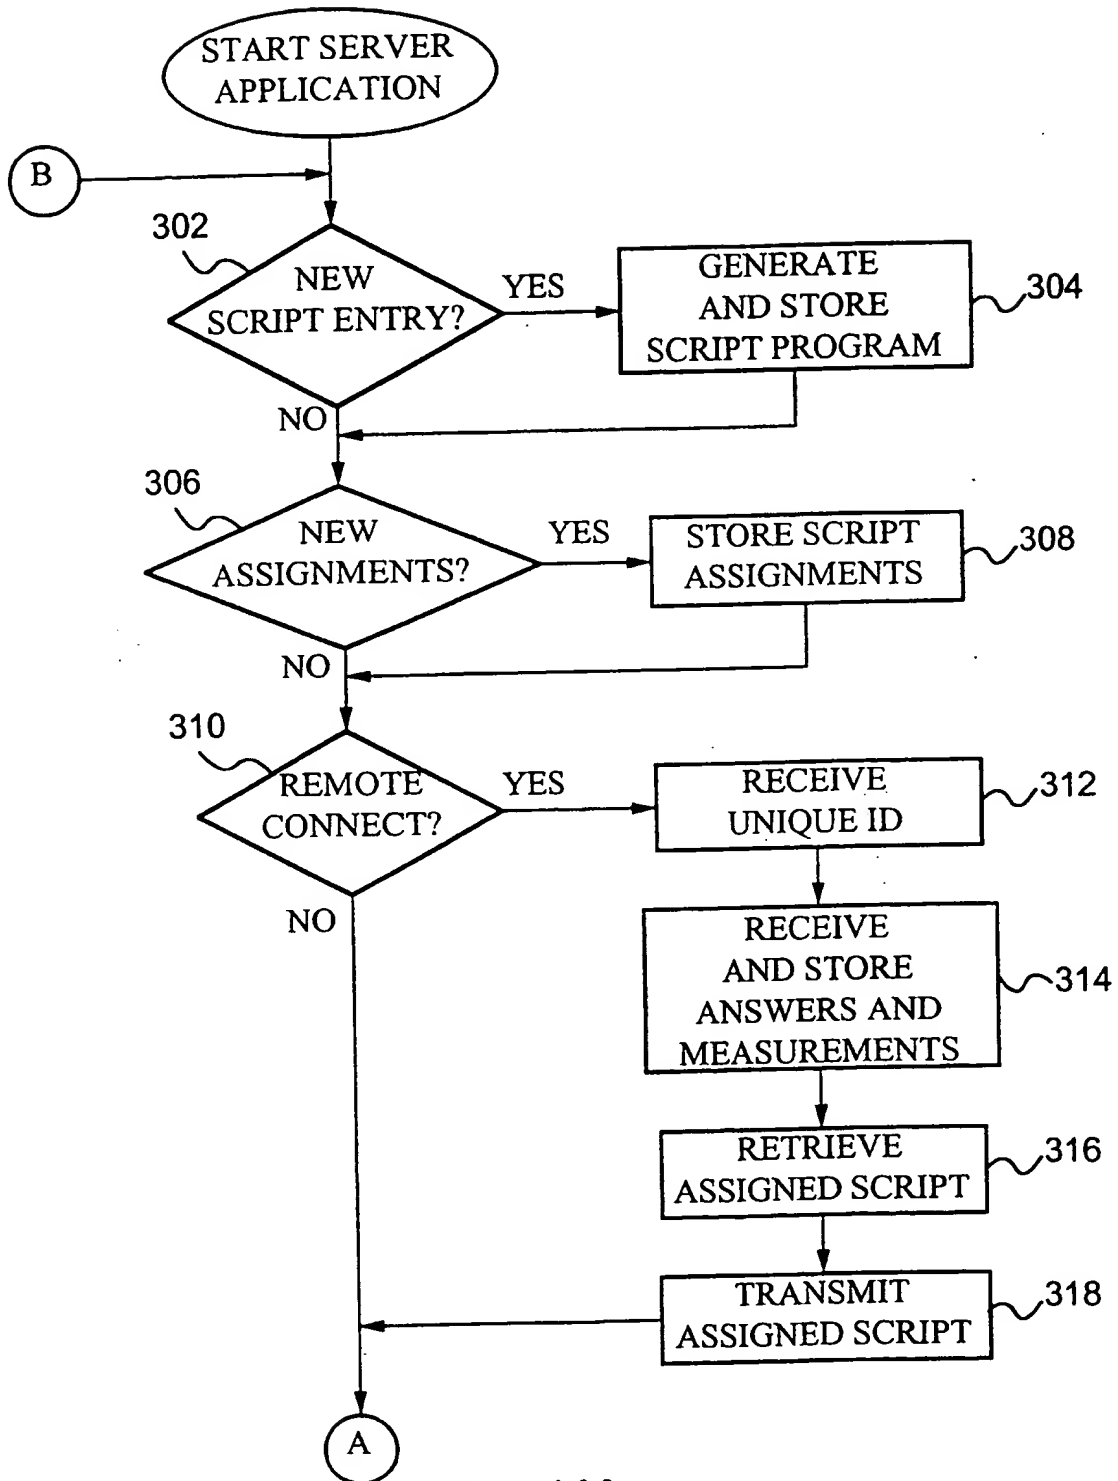 START SERVER
APPLICATION
B
302
NEW
SCRIPT ENTRY?
YES
GENERATE
AND STORE
SCRIPT PROGRAM
304
NO
306
NEW
ASSIGNMENTS?
YES
STORE SCRIPT
ASSIGNMENTS
308
NO
310
REMOTE
CONNECT?
YES
RECEIVE
UNIQUE ID
312
NO
RECEIVE
AND STORE
ANSWERS AND
MEASUREMENTS
314
RETRIEVE
ASSIGNED SCRIPT
316
TRANSMIT
ASSIGNED SCRIPT
318
A